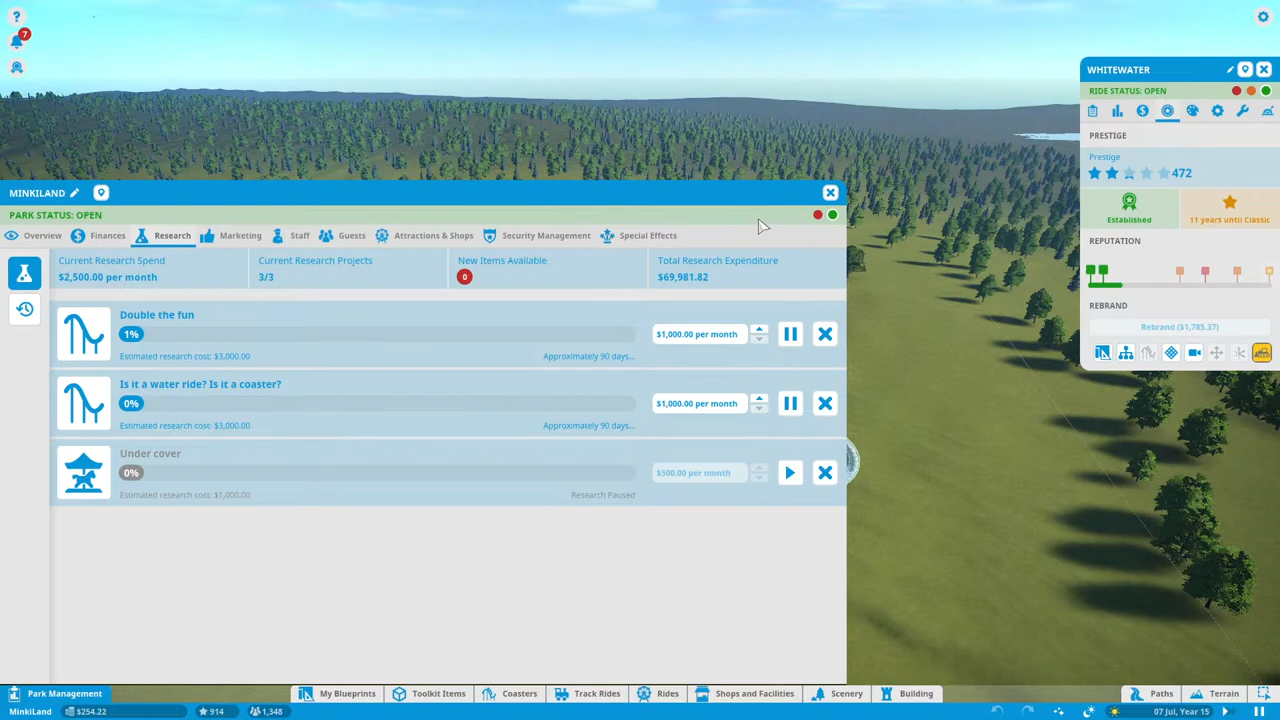 ?
7
MINKILAND
PARK STATUS: OPEN
Overview
Finances
Research
Marketing
Staff
Guests
Attractions & Shops
Security Management
Special Effects
Current Research Spend
$2,500.00 per month
Current Research Projects
3/3
New Items Available
0
Total Research Expenditure
$69,981.82
Double the fun
1%
$1,000.00 per month
Estimated research cost: $3,000.00
Approximately 90 days...
Is it a water ride? Is it a coaster?
0%
$1,000.00 per month
Estimated research cost: $3,000.00
Approximately 90 days...
Under cover
0%
$500.00 per month
Estimated research cost: $1,000.00
Research Paused
WHITEWATER
RIDE STATUS: OPEN
PRESTIGE
Prestige
472
Established
11 years until Classic
REPUTATION
REBRAND
Rebrand ($1,785.37)
Park Management
My Blueprints
Toolkit Items
Coasters
Track Rides
Rides
Shops and Facilities
Scenery
Building
Paths
Terrain
MinkiLand
$254.22
914
1,348
07 Jul, Year 15